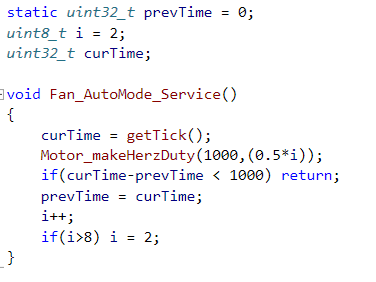 static uint32_t prevTime = 0;
uint8_t i = 2;
uint32_t curTime;
void Fan_AutoMode_Service()
{
curTime = getTick();
Motor_makeHerzDuty(1000,(0.5*i));
if(curTime-prevTime < 1000) return;
prevTime = curTime;
i++;
if(i>8) i = 2;
}